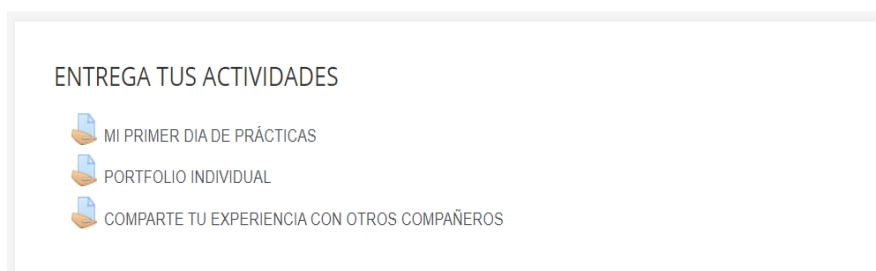 ENTREGA TUS ACTIVIDADES
MI PRIMER DIA DE PRÁCTICAS
PORTFOLIO INDIVIDUAL
COMPARTE TU EXPERIENCIA CON OTROS COMPAÑEROS